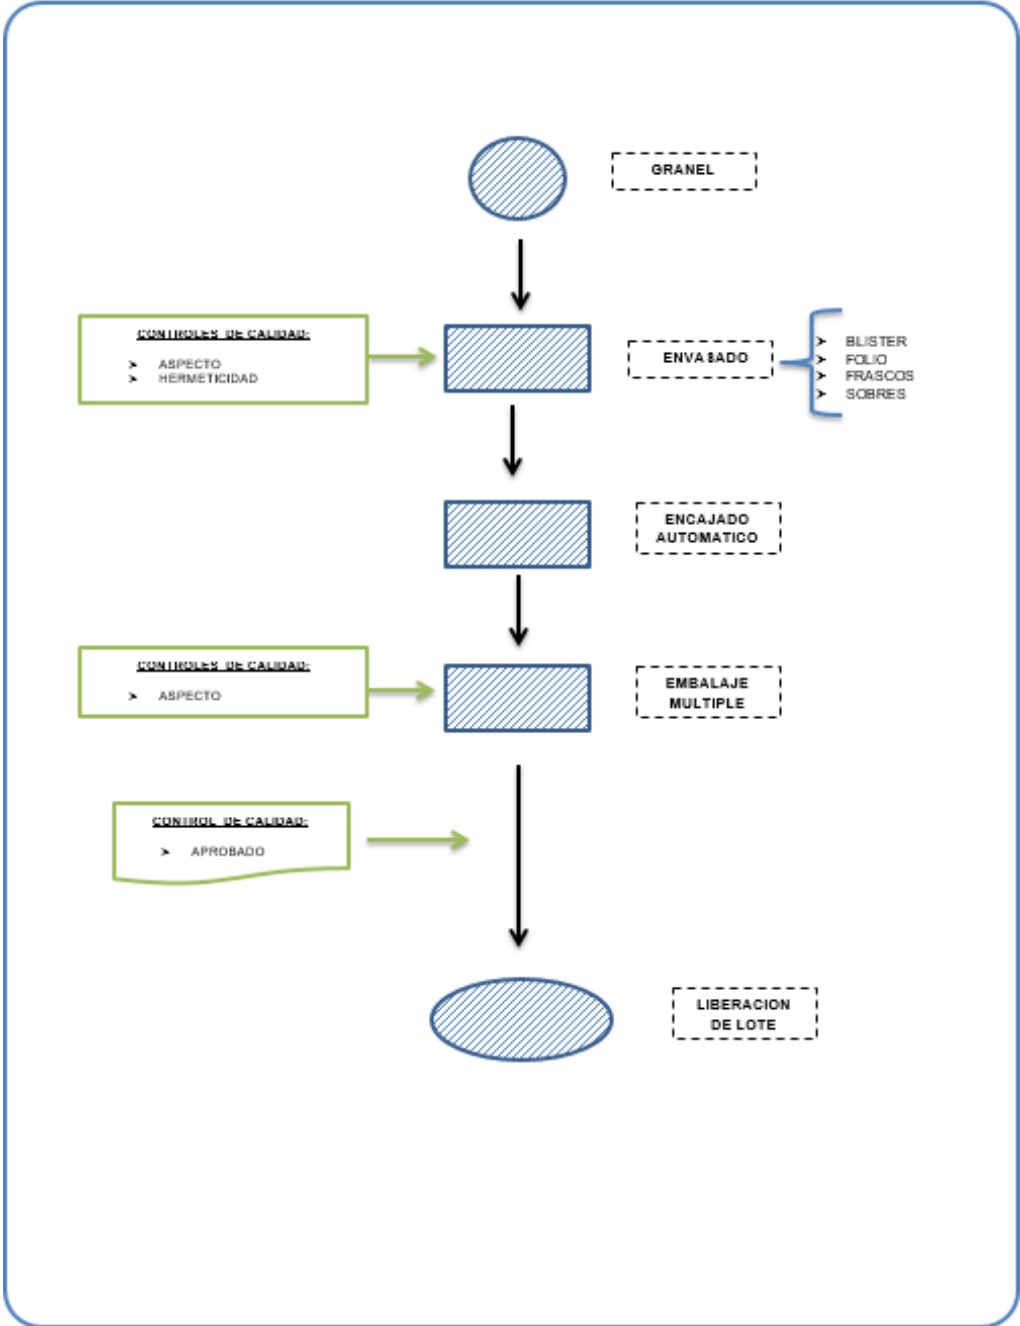 GRANEL
CONTROLES DE CALIDAD:
➢ ASPECTO
➢ HERMETICIDAD
ENVASADO
➢ BLISTER
➢ FOLIO
➢ FRASCOS
➢ SOBRES
ENCAJADO
AUTOMATICO
CONTROLES DE CALIDAD:
➢ ASPECTO
EMBALAJE
MULTIPLE
CONTROL DE CALIDAD:
➢ APROBADO
LIBERACION
DE LOTE